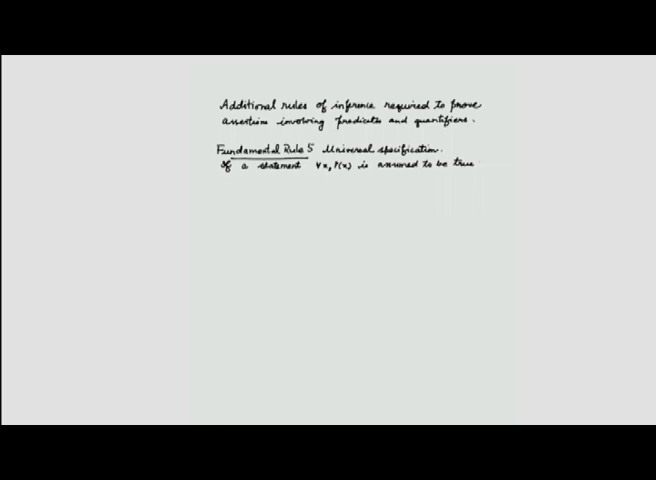 Additional rules of inference required to prove
assertions involving predicates and quantifiers.
Fundamental Rule 5 Universal specification.
If a statement ∀x, P(x) is assumed to be true